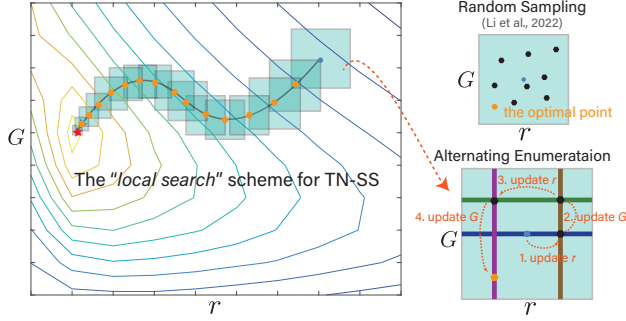 G
The "local search" scheme for TN-SS
r
Random Sampling
(Li et al., 2022)
G
the optimal point
r
Alternating Enumerataion
3. update r
4. update G
2. update G
G
1. update r
r